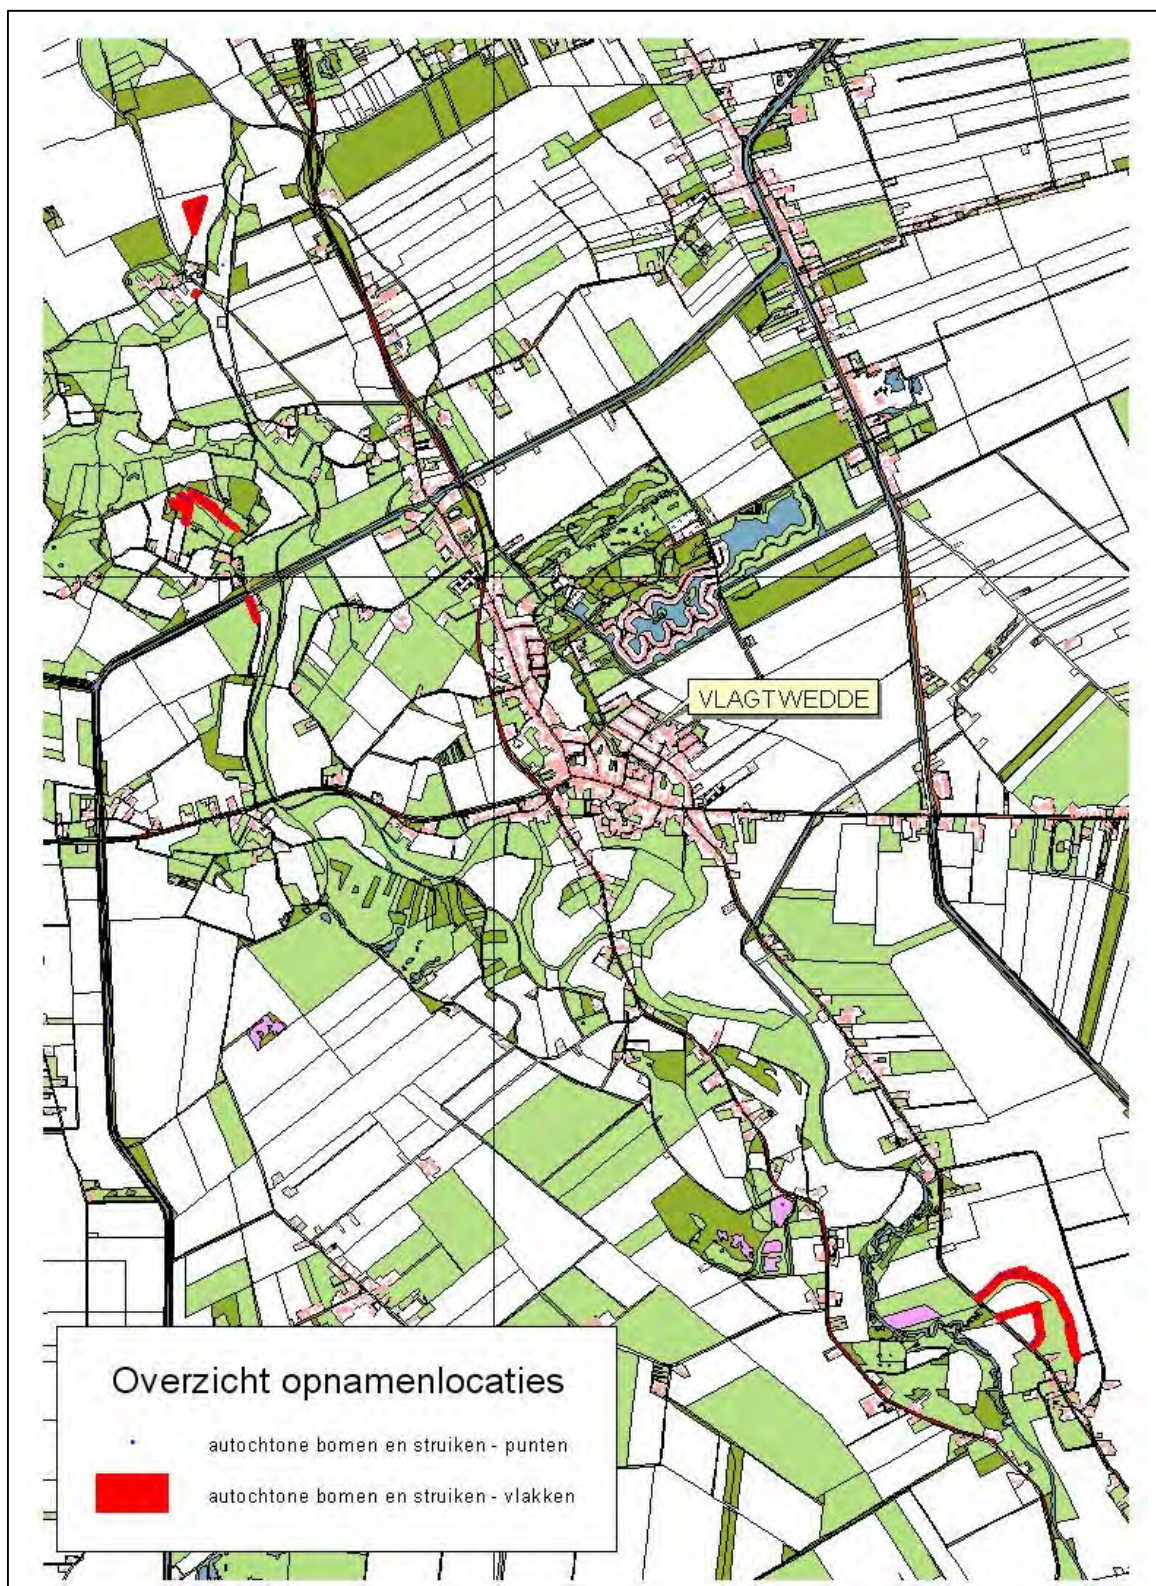 VLAGTWEDDE
Overzicht opnamenlocaties
autochtone bomen en struiken - punten
autochtone bomen en struiken - vlakken